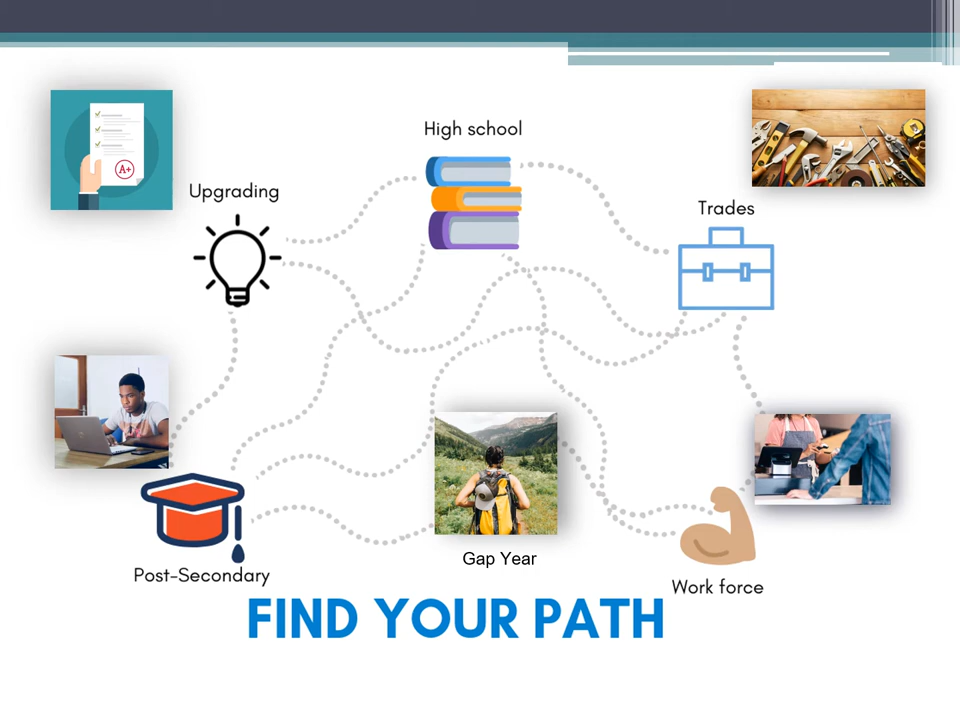 High school
A+
Upgrading
Trades
Gap Year
Post-Secondary
Work force
FIND YOUR PATH